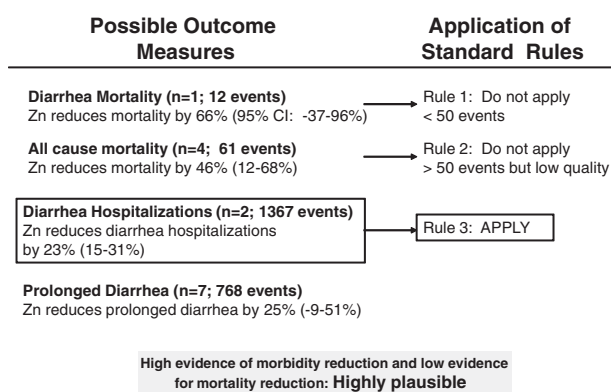 Possible Outcome
Measures
Application of
Standard Rules
Diarrhea Mortality (n=1; 12 events)
Zn reduces mortality by 66% (95% CI: -37-96%)
Rule 1: Do not apply
< 50 events
All cause mortality (n=4; 61 events)
Zn reduces mortality by 46% (12-68%)
Rule 2: Do not apply
> 50 events but low quality
Diarrhea Hospitalizations (n=2; 1367 events)
Zn reduces diarrhea hospitalizations
by 23% (15-31%)
Rule 3: APPLY
Prolonged Diarrhea (n=7; 768 events)
Zn reduces prolonged diarrhea by 25% (-9-51%)
High evidence of morbidity reduction and low evidence
for mortality reduction: Highly plausible